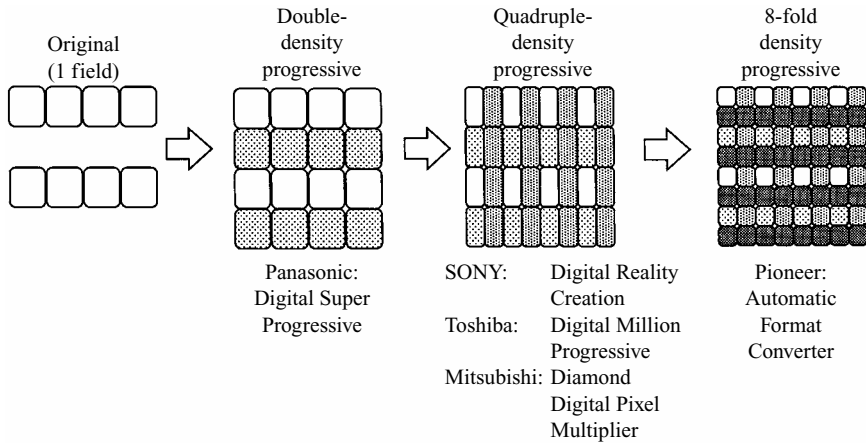 Original
(1 field)
Double-
density
progressive
Quadruple-
density
progressive
8-fold
density
progressive
Panasonic:
Digital Super
Progressive
SONY: Digital Reality
Creation
Toshiba: Digital Million
Progressive
Mitsubishi: Diamond
Digital Pixel
Multiplier
Pioneer:
Automatic
Format
Converter